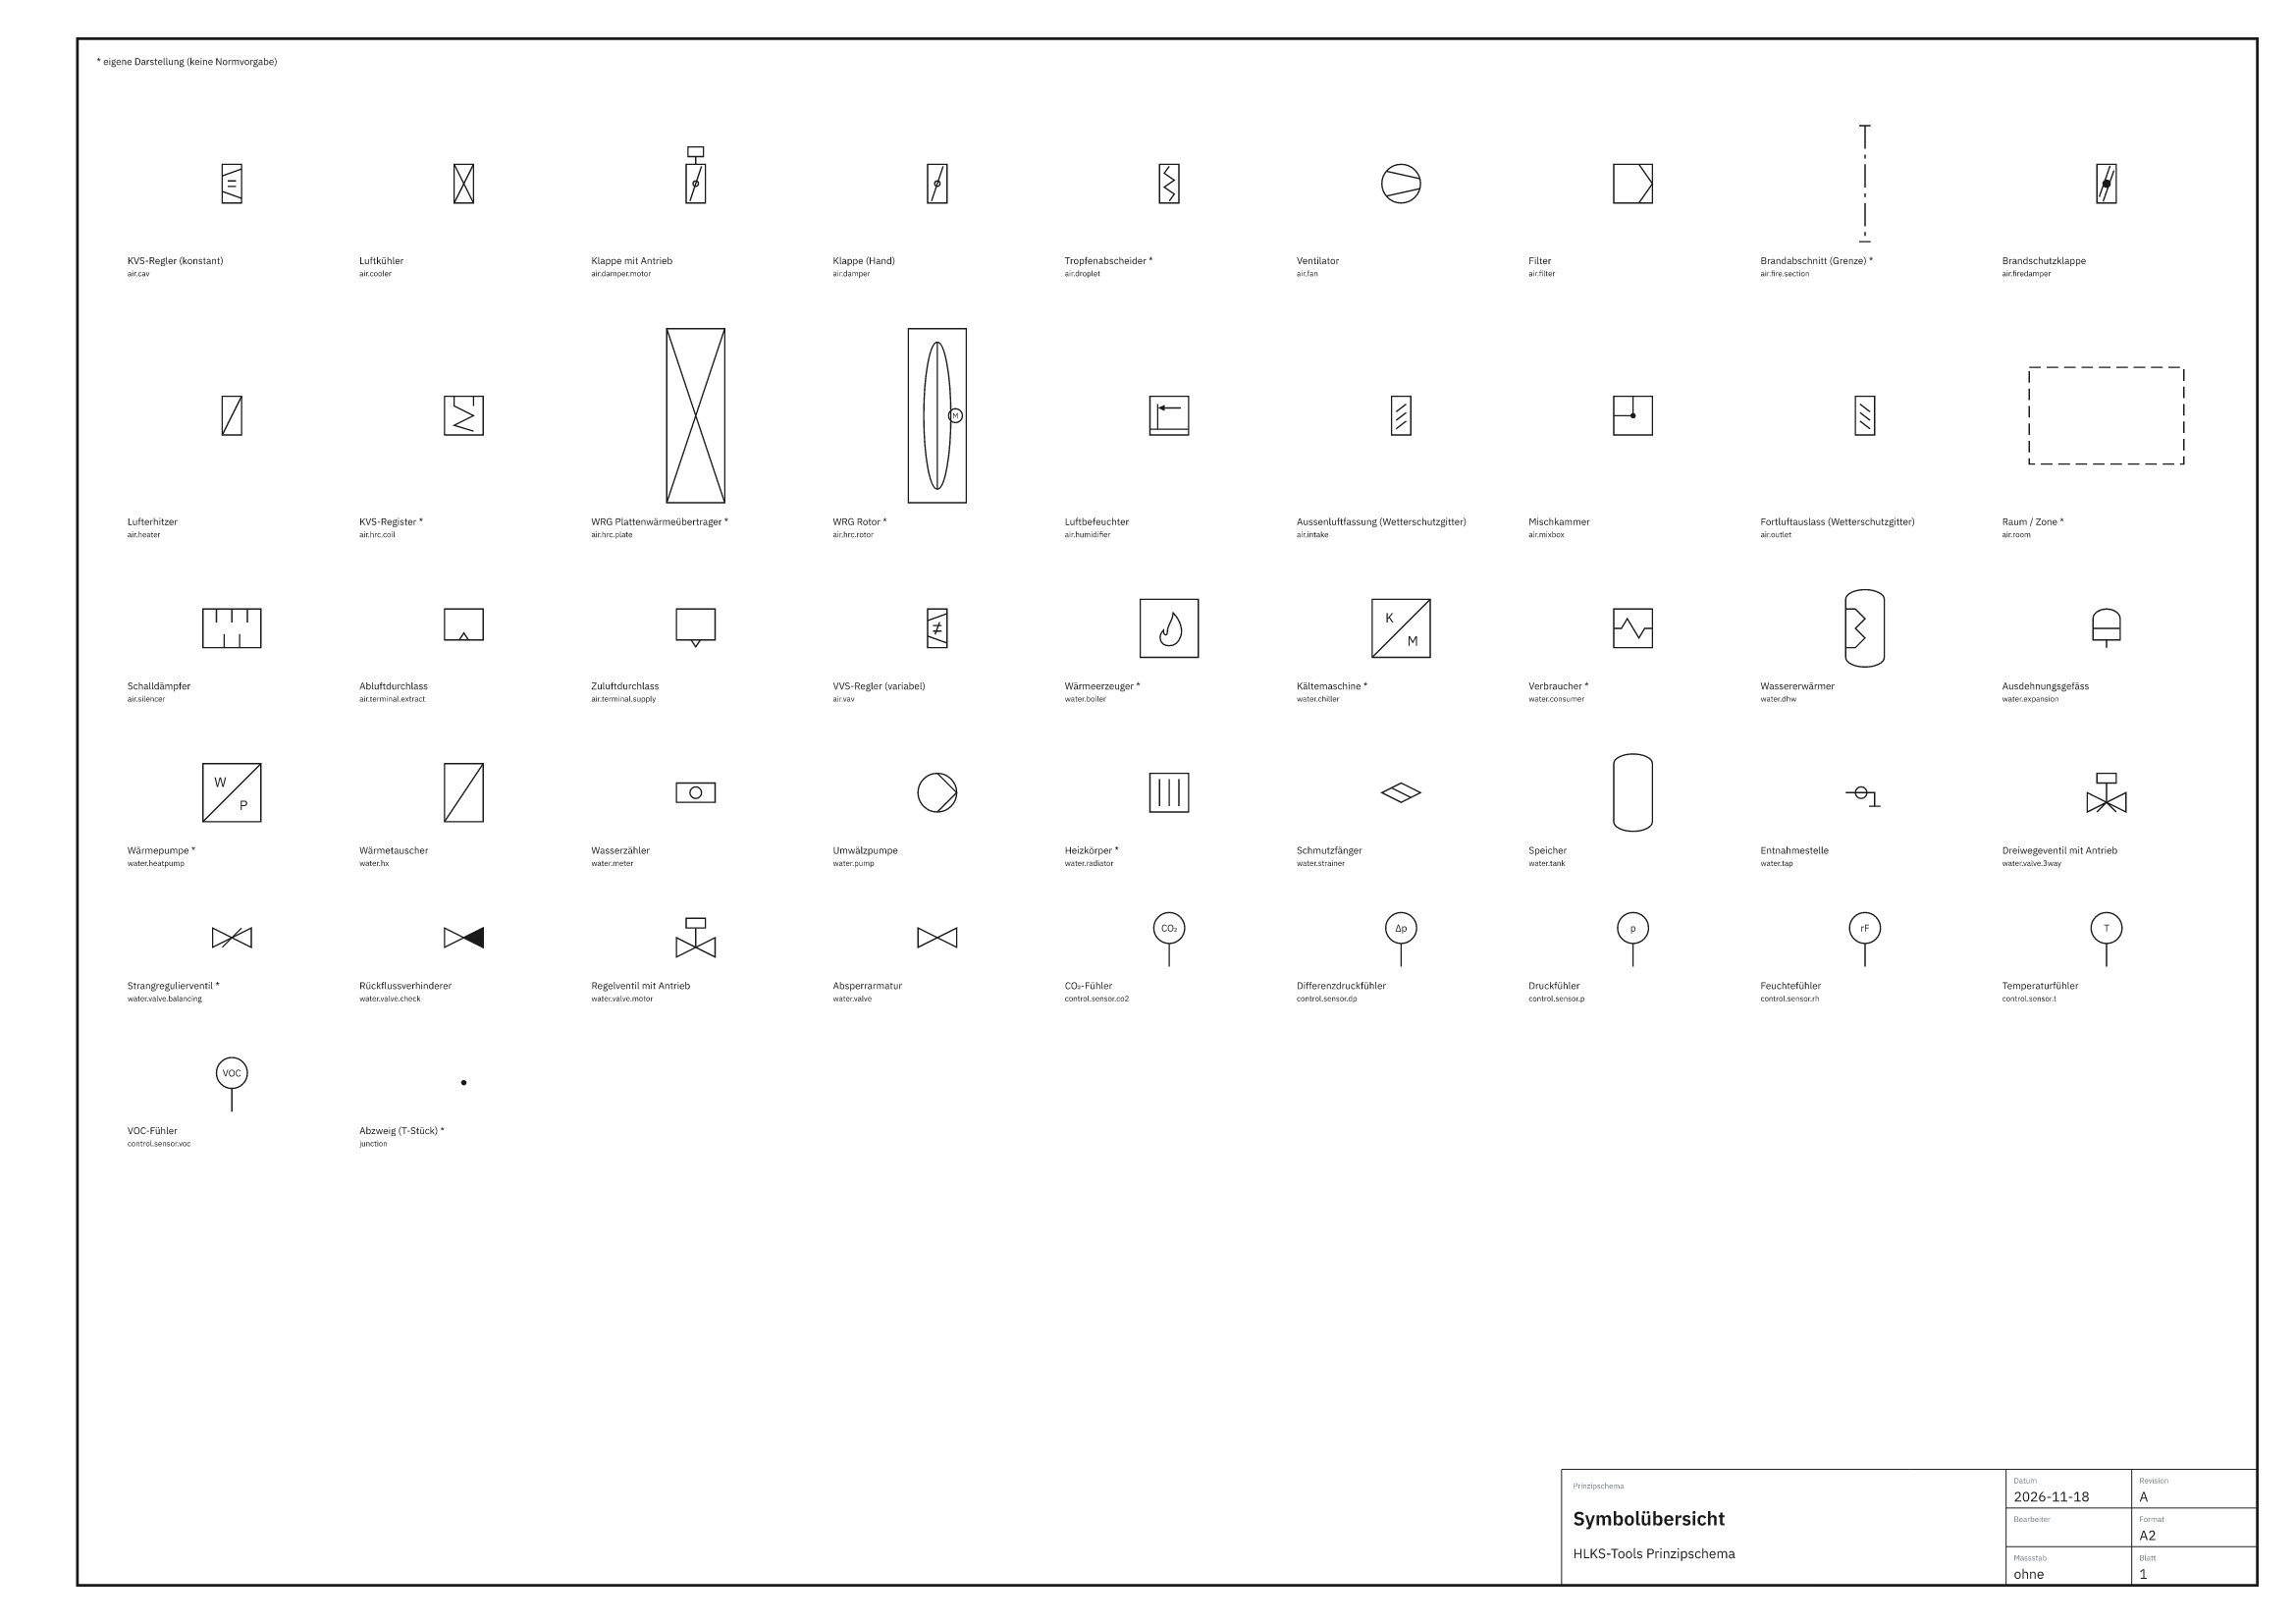 * eigene Darstellung (keine Normvorgabe)
KVS-Regler (konstant)
air.cav
Luftkühler
air.cooler
Klappe mit Antrieb
air.damper.motor
Klappe (Hand)
air.damper
Tropfenabscheider *
air.droplet
Ventilator
air.fan
Filter
air.filter
Brandabschnitt (Grenze) *
air.fire.section
Brandschutzklappe
air.firedamper
M
Lufterhitzer
air.heater
KVS-Register *
air.hrc.coil
WRG Plattenwärmeübertrager *
air.hrc.plate
WRG Rotor *
air.hrc.rotor
Luftbefeuchter
air.humidifier
Aussenluftfassung (Wetterschutzgitter)
air.intake
Mischkammer
air.mixbox
Fortluftauslass (Wetterschutzgitter)
air.outlet
Raum / Zone *
air.room
K
M
Schalldämpfer
air.silencer
Abluftdurchlass
air.terminal.extract
Zuluftdurchlass
air.terminal.supply
VVS-Regler (variabel)
air.vav
Wärmeerzeuger *
water.boiler
Kältemaschine *
water.chiller
Verbraucher *
water.consumer
Wassererwärmer
water.dhw
Ausdehnungsgefäss
water.expansion
W
P
Wärmepumpe *
water.heatpump
Wärmetauscher
water.hx
Wasserzähler
water.meter
Umwälzpumpe
water.pump
Heizkörper *
water.radiator
Schmutzfänger
water.strainer
Speicher
water.tank
Entnahmestelle
water.tap
Dreiwegeventil mit Antrieb
water.valve.3way
CO₂
Δp
p
rF
T
Strangregulierventil *
water.valve.balancing
Rückflussverhinderer
water.valve.check
Regelventil mit Antrieb
water.valve.motor
Absperrarmatur
water.valve
CO₂-Fühler
control.sensor.co2
Differenzdruckfühler
control.sensor.dp
Druckfühler
control.sensor.p
Feuchtefühler
control.sensor.rh
Temperaturfühler
control.sensor.t
VOC
VOC-Fühler
control.sensor.voc
Abzweig (T-Stück) *
junction
Prinzipschema
Symbolübersicht
HLKS-Tools Prinzipschema
Datum
2026-11-18
Revision
A
Bearbeiter
Format
A2
Massstab
ohne
Blatt
1